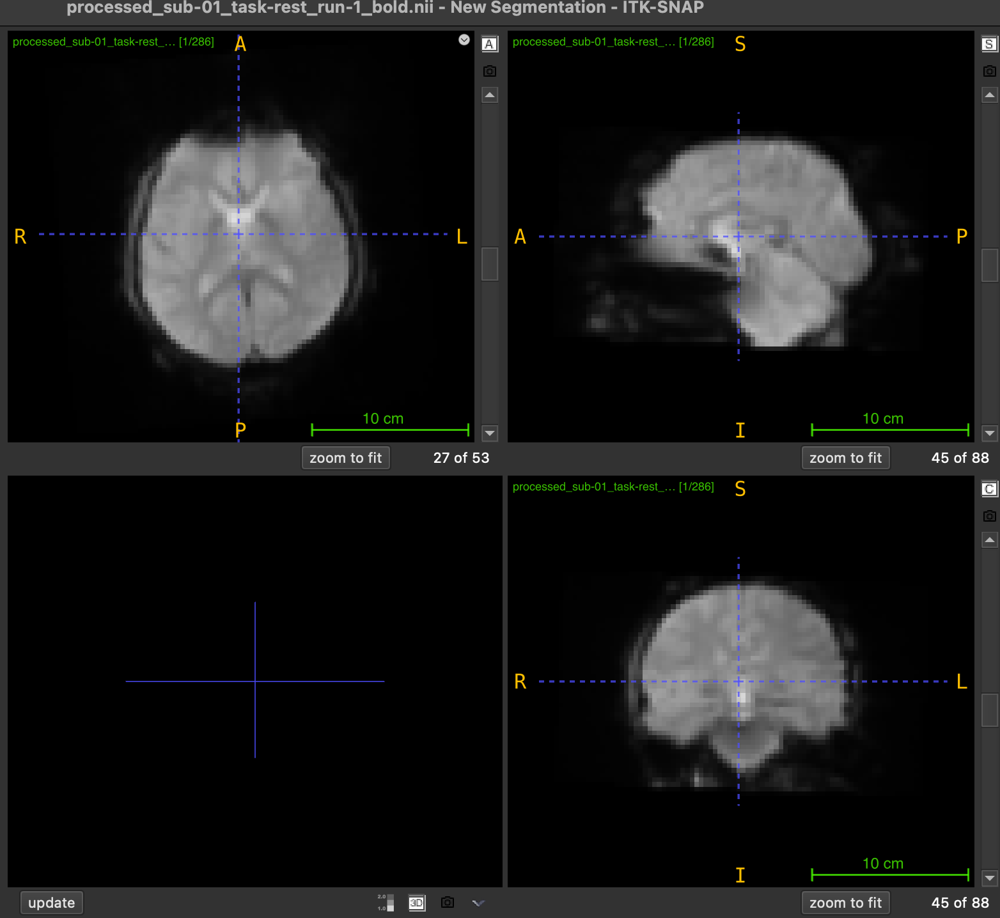 processed_sub-01_task-rest_run-1_bold.nii - New Segmentation - ITK-SNAP
processed_sub-01_task-rest_... [1/286]
A
A
R
L
P
10 cm
zoom to fit
27 of 53
processed_sub-01_task-rest_... [1/286]
S
S
A
P
I
10 cm
zoom to fit
45 of 88
update
2.0
1.0
3D
processed_sub-01_task-rest_... [1/286]
S
C
R
L
I
10 cm
zoom to fit
45 of 88